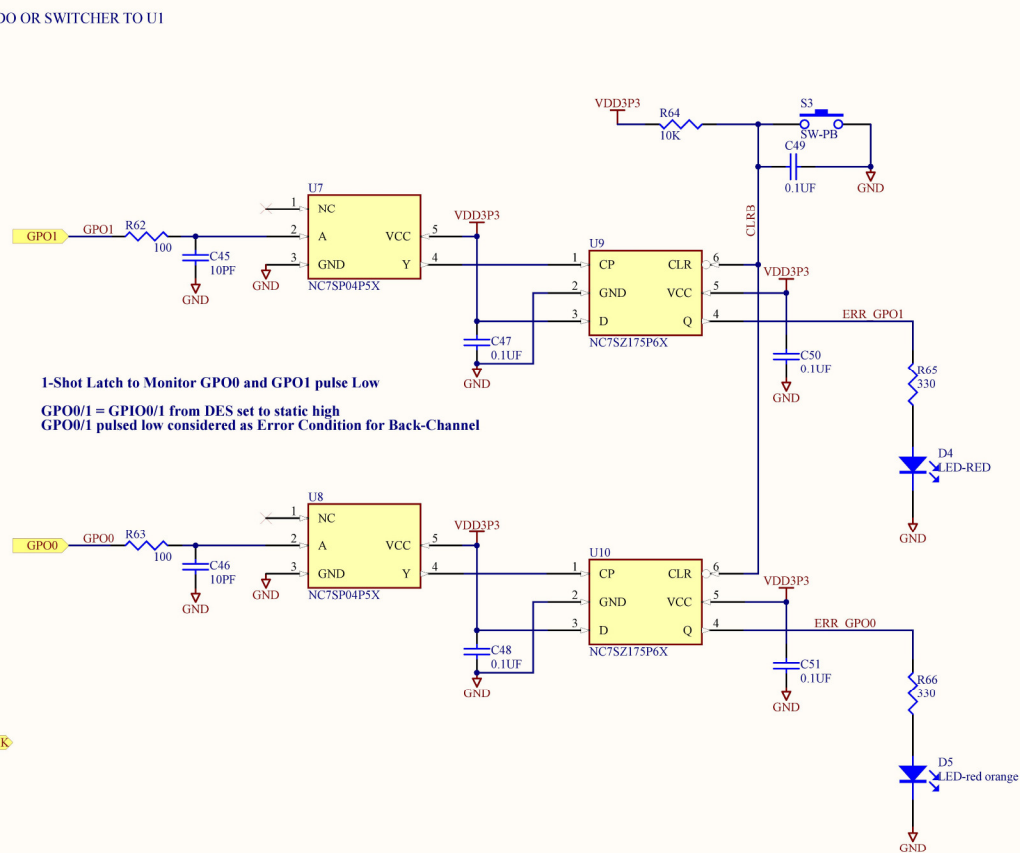 DO OR SWITCHER TO U1
VDD3P3
R64
10K
S3
SW-PB
C49
0.1UF
GND
CLRB
U7
1
NC
GPO1
GPO1
R62
100
2
A
VCC
5
VDD3P3
C45
10PF
GND
3
GND
Y
4
GND
NC7SP04P5X
U9
1
CP
CLR
6
VDD3P3
2
GND
VCC
5
3
D
Q
4
NC7SZ175P6X
ERR_GPO1
C47
0.1UF
GND
C50
0.1UF
GND
R65
330
D4
LED-RED
GND
1-Shot Latch to Monitor GPO0 and GPO1 pulse Low
GPO0/1 = GPIO0/1 from DES set to static high
GPO0/1 pulsed low considered as Error Condition for Back-Channel
U8
1
NC
GPO0
GPO0
R63
100
2
A
VCC
5
VDD3P3
C46
10PF
GND
3
GND
Y
4
GND
NC7SP04P5X
U10
1
CP
CLR
6
VDD3P3
2
GND
VCC
5
3
D
Q
4
NC7SZ175P6X
ERR_GPO0
C48
0.1UF
GND
C51
0.1UF
GND
R66
330
K
D5
LED-red orange
GND